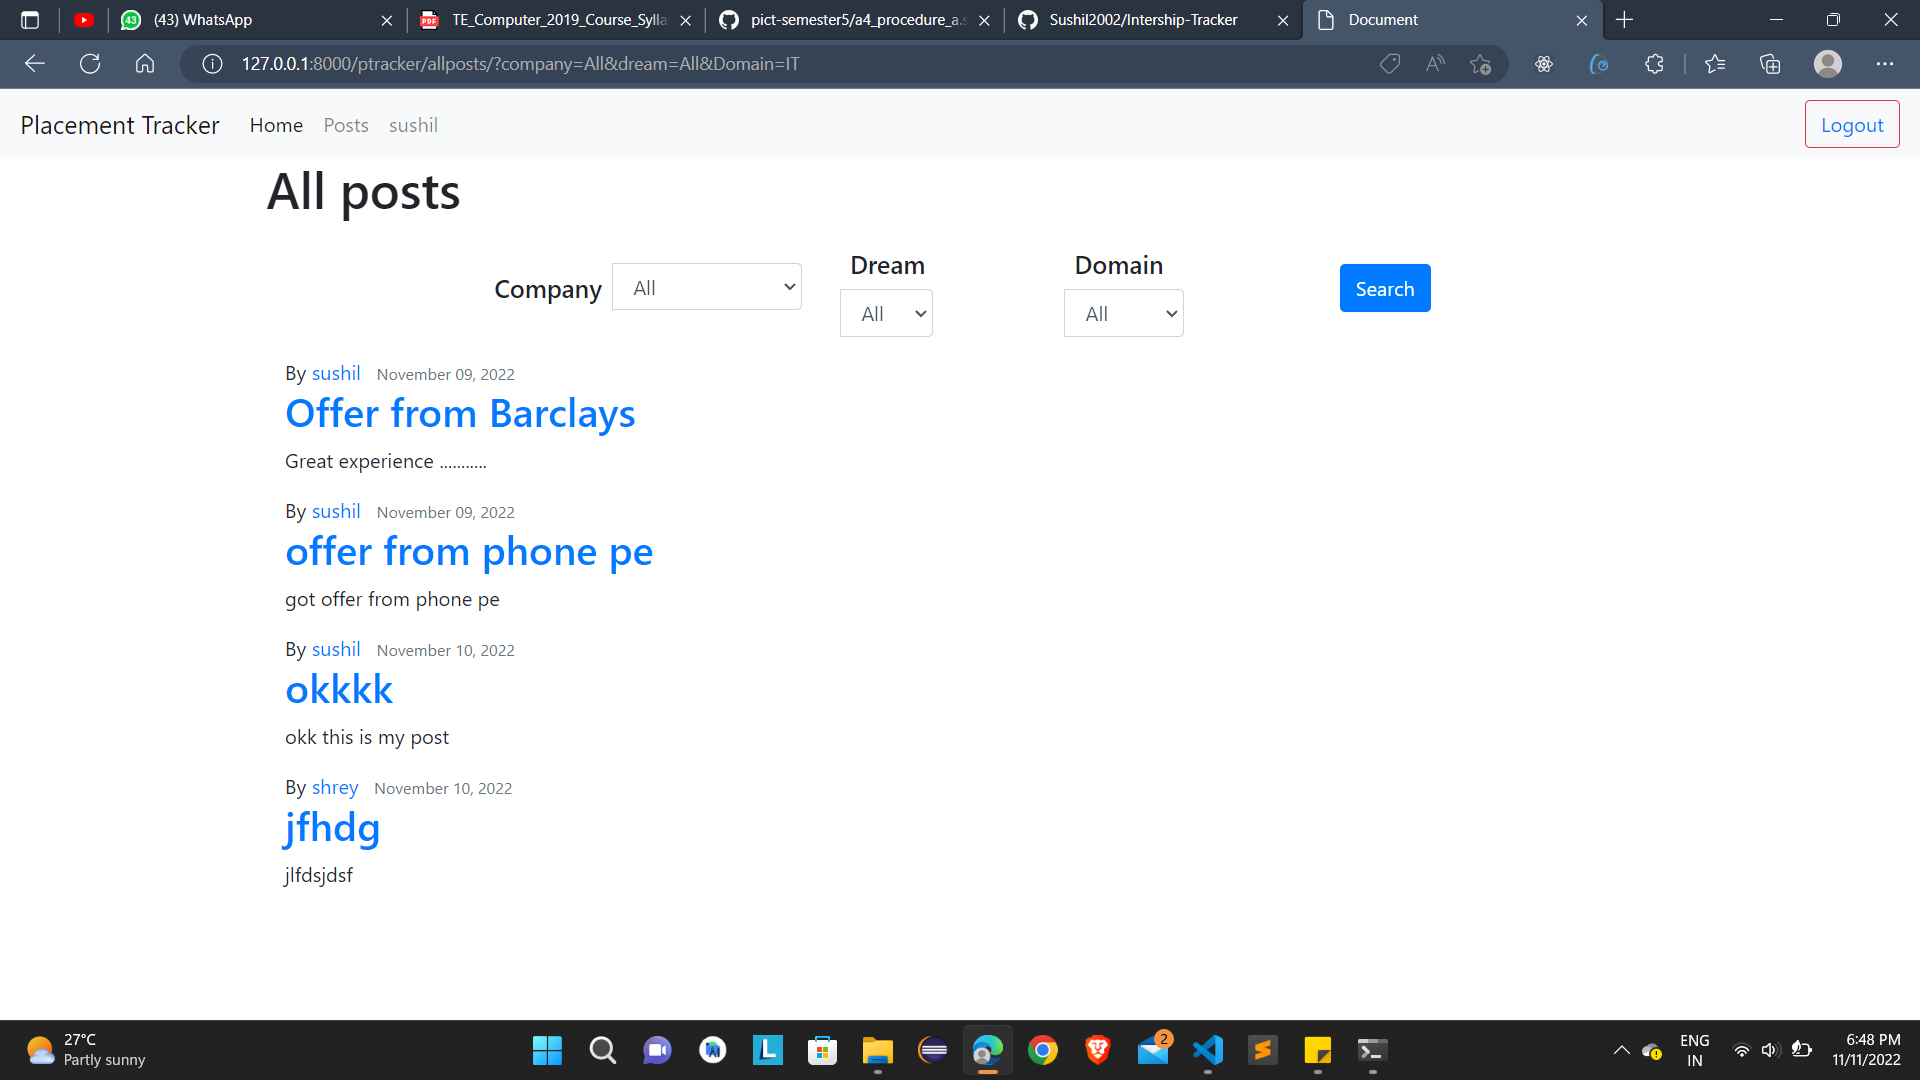 43
(43) WhatsApp
PDF
TE_Computer_2019_Course_Sylla
pict-semester5/a4_procedure_a.s
Sushil2002/Intership-Tracker
Document
127.0.0.1:8000/ptracker/allposts/?company=All&dream=All&Domain=IT
Placement Tracker
Home
Posts
sushil
Logout
All posts
Company
All
Dream
All
Domain
All
Search
By sushil November 09, 2022
Offer from Barclays
Great experience ...........
By sushil November 09, 2022
offer from phone pe
got offer from phone pe
By sushil November 10, 2022
okkkk
okk this is my post
By shrey November 10, 2022
jfhdg
jlfdsjdsf
27°C
Partly sunny
L
2
ENG
IN
6:48 PM
11/11/2022